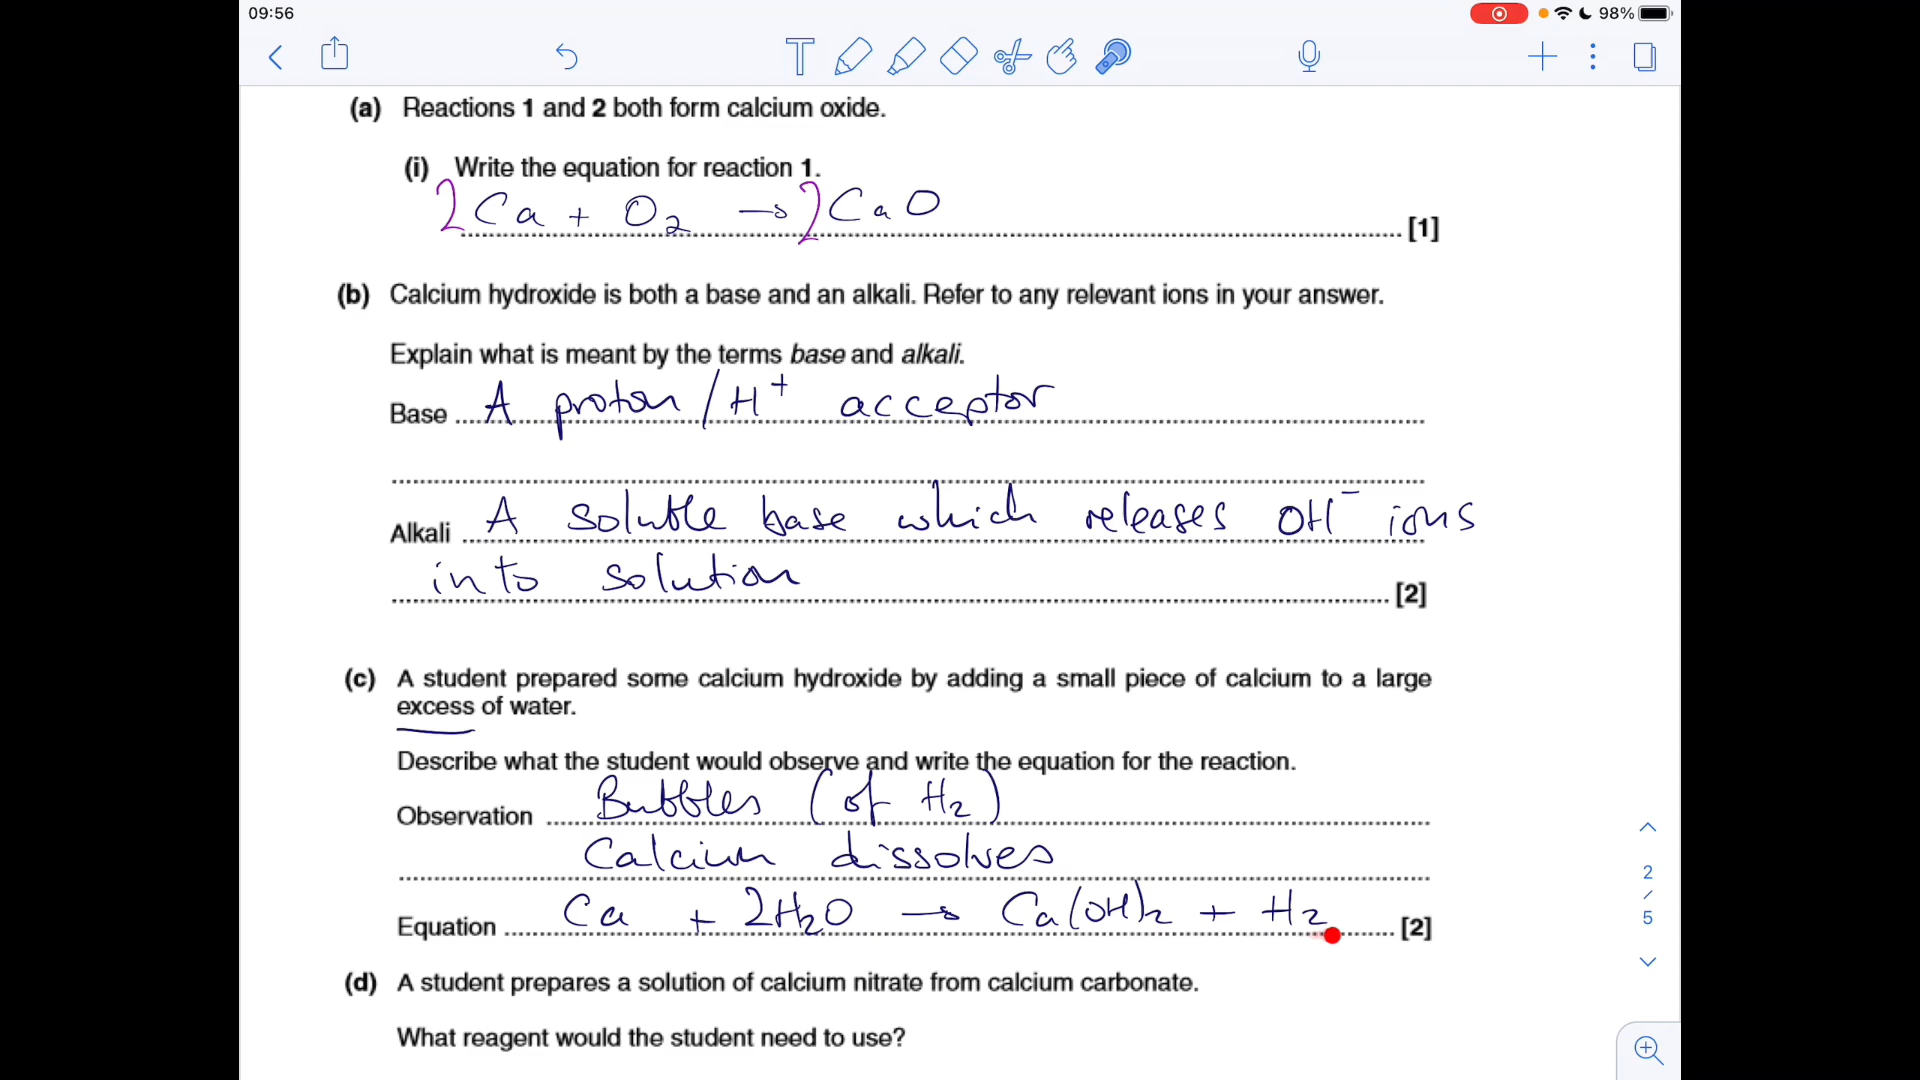 09:56
98%
T
(a) Reactions 1 and 2 both form calcium oxide.
(i) Write the equation for reaction 1.
2Ca + O₂ → 2CaO
[1]
(b) Calcium hydroxide is both a base and an alkali. Refer to any relevant ions in your answer.
Explain what is meant by the terms base and alkali.
Base A proton/H⁺ acceptor
Alkali A soluble base which releases OH⁻ ions
into solution
[2]
(c) A student prepared some calcium hydroxide by adding a small piece of calcium to a large
excess of water.
Describe what the student would observe and write the equation for the reaction.
Observation Bubbles (of H₂)
Calcium dissolves
Equation Ca + 2H₂O → Ca(OH)₂ + H₂ [2]
2
/
5
(d) A student prepares a solution of calcium nitrate from calcium carbonate.
What reagent would the student need to use?